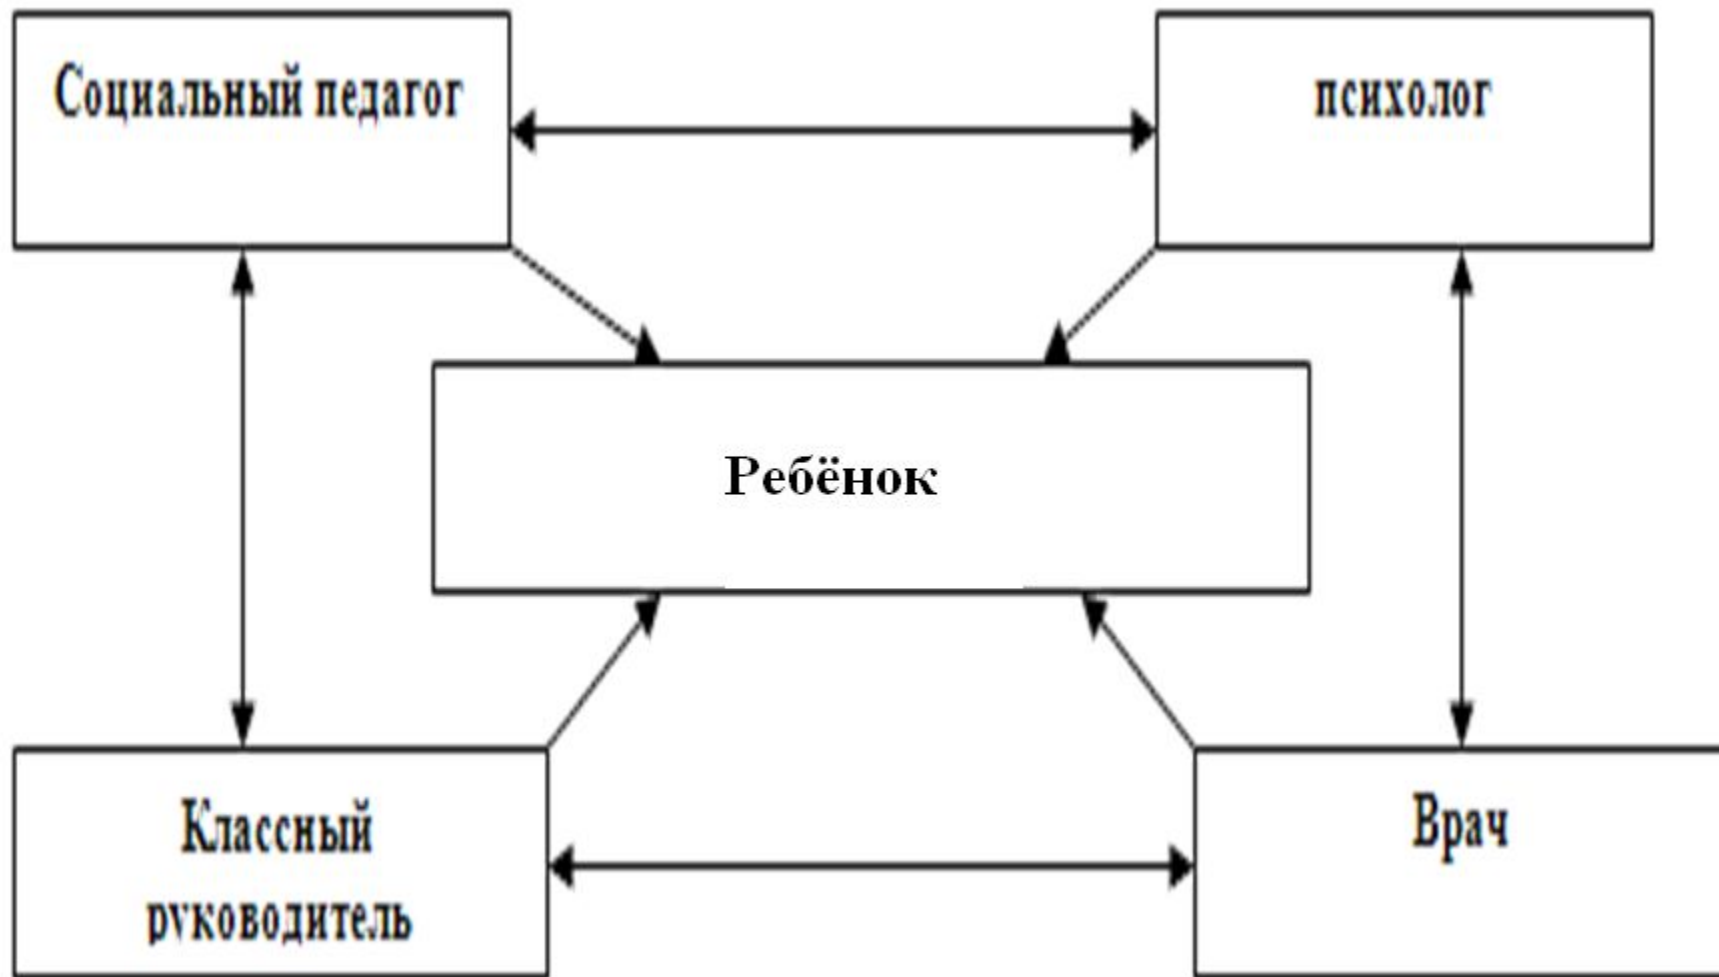 Социальный педагог
психолог
Ребёнок
Классный
руководитель
Врач